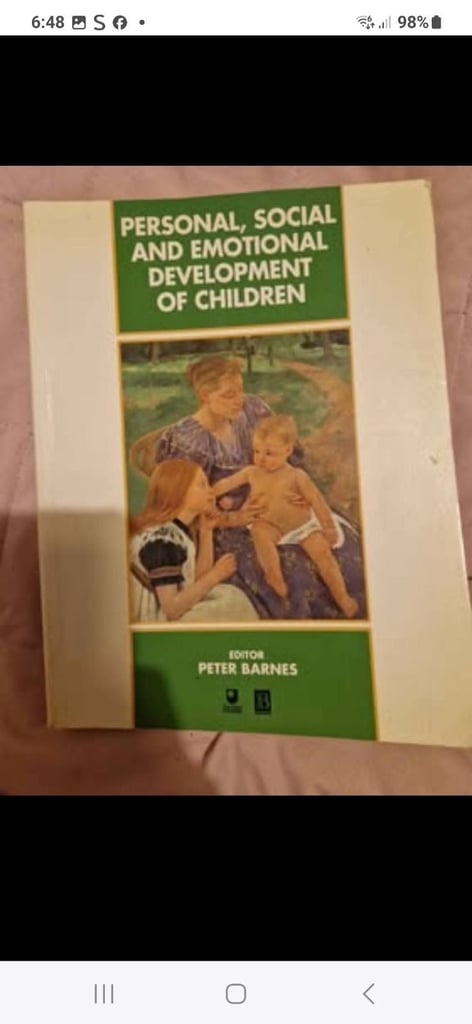 6:48
98%
PERSONAL, SOCIAL
AND EMOTIONAL
DEVELOPMENT
OF CHILDREN
EDITOR
PETER BARNES
B